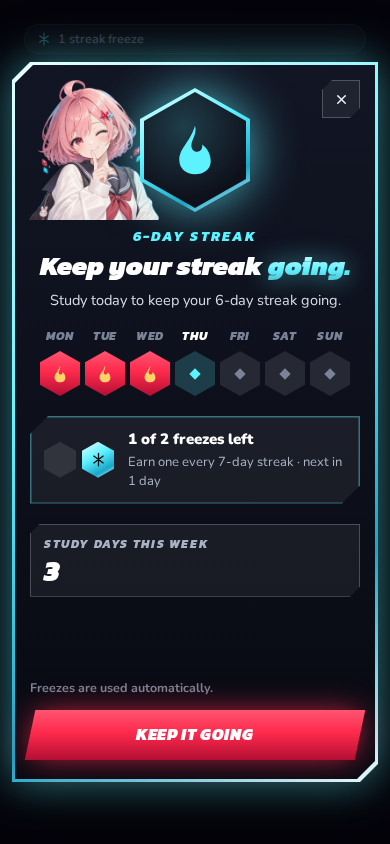 1 streak freeze
6-DAY STREAK
Keep your streak going.
Study today to keep your 6-day streak going.
MON TUE WED THU FRI SAT SUN
1 of 2 freezes left
Earn one every 7-day streak · next in
1 day
STUDY DAYS THIS WEEK
3
Freezes are used automatically.
KEEP IT GOING